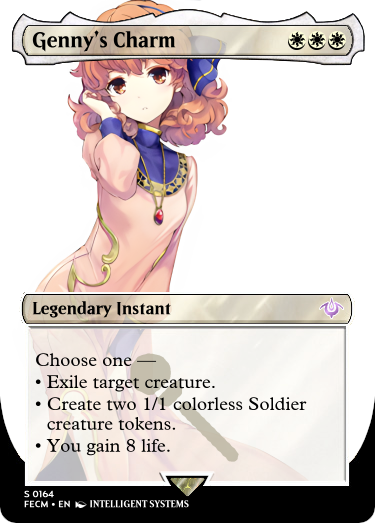 Genny's Charm
Legendary Instant
Choose one —
• Exile target creature.
• Create two 1/1 colorless Soldier
creature tokens.
• You gain 8 life.
S 0164
FECM • EN INTELLIGENT SYSTEMS